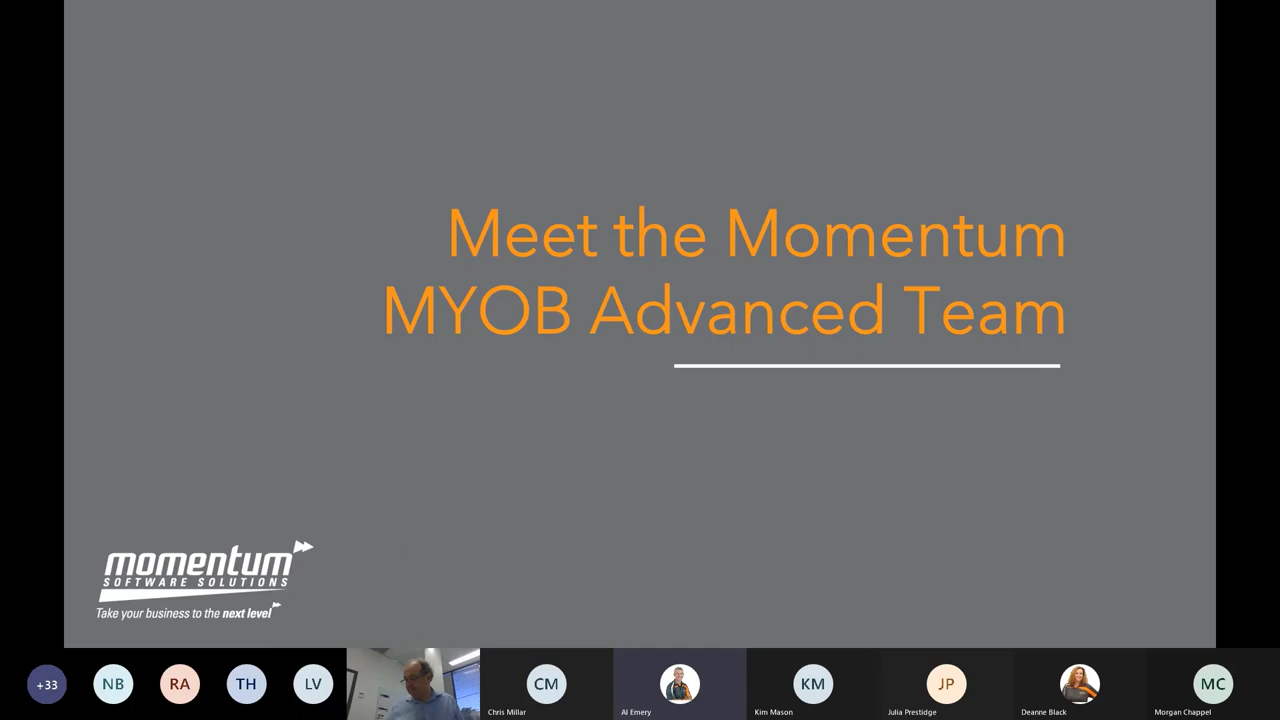 Meet the Momentum
MYOB Advanced Team
momentum
SOFTWARE SOLUTIONS
Take your business to the next level
+33
NB
RA
TH
LV
CM
Chris Millar
Al Emery
KM
Kim Mason
JP
Julia Prestidge
Deanne Black
MC
Morgan Chappel